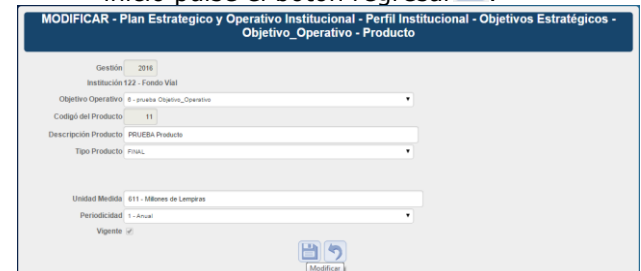 inicio pulse el botón regresar .
MODIFICAR - Plan Estrategico y Operativo Institucional - Perfil Institucional - Objetivos Estratégicos -
Objetivo_Operativo - Producto
Gestión 2016
Institución 122 - Fondo Vial
Objetivo Operativo 5 - prueba Objetivo_Operativo
Codigó del Producto 11
Descripción Producto PRUEBA Producto
Tipo Producto FINAL
Unidad Medida 611 - Millones de Lempiras
Periodicidad 1 - Anual
Vigente
Modificar